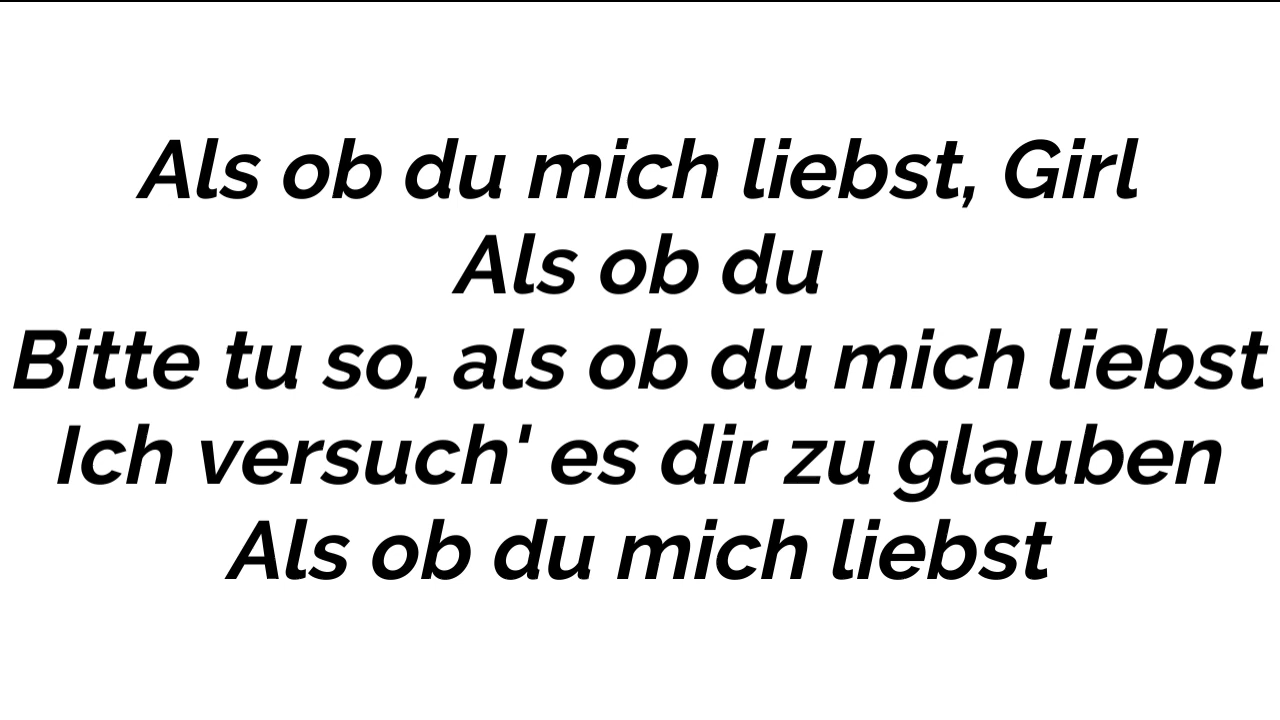 Als ob du mich liebst, Girl
Als ob du
Bitte tu so, als ob du mich liebst
Ich versuch' es dir zu glauben
Als ob du mich liebst